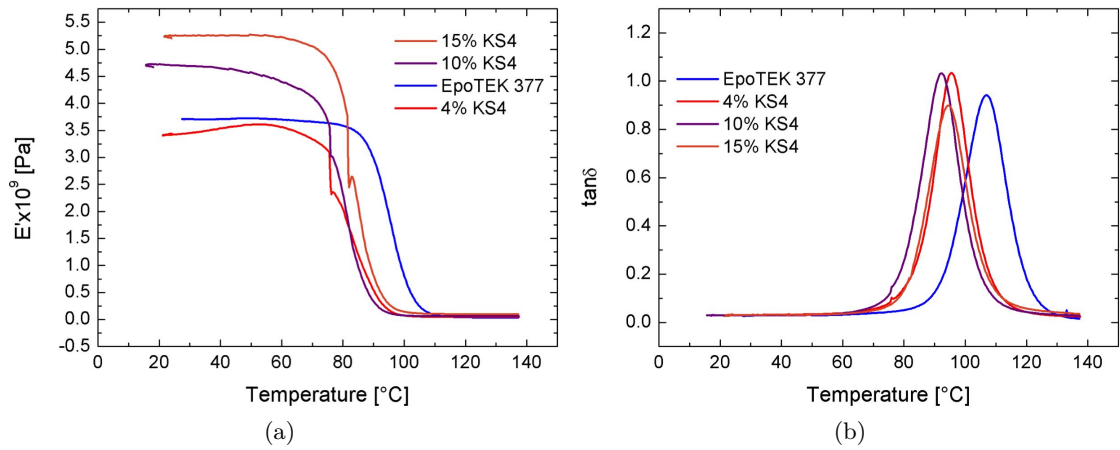 5.5
5.0
4.5
4.0
3.5
3.0
2.5
2.0
1.5
1.0
0.5
0.0
-0.5
E'x10⁹ [Pa]
15% KS4
10% KS4
EpoTEK 377
4% KS4
0 20 40 60 80 100 120 140
Temperature [°C]
(a)
1.2
1.0
0.8
0.6
0.4
0.2
0.0
tanδ
EpoTEK 377
4% KS4
10% KS4
15% KS4
0 20 40 60 80 100 120 140
Temperature [°C]
(b)